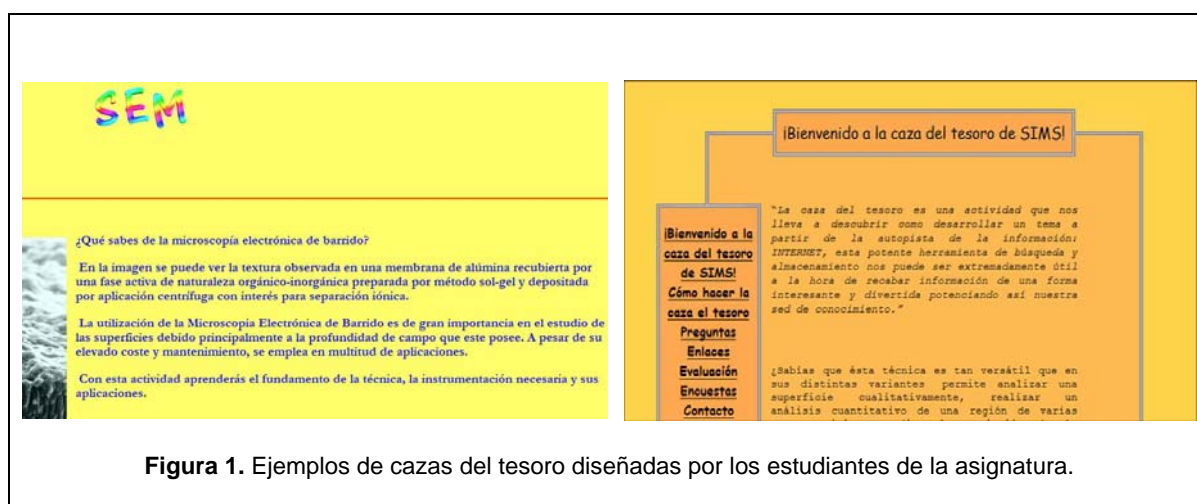 SEM
¿Qué sabes de la microscopía electrónica de barrido?
En la imagen se puede ver la textura observada en una membrana de alúmina recubierta por
una fase activa de naturaleza orgánico-inorgánica preparada por método sol-gel y depositada
por aplicación centrífuga con interés para separación iónica.
La utilización de la Microscopia Electrónica de Barrido es de gran importancia en el estudio de
las superficies debido principalmente a la profundidad de campo que este posee. A pesar de su
elevado coste y mantenimiento, se emplea en multitud de aplicaciones.
Con esta actividad aprenderás el fundamento de la técnica, la instrumentación necesaria y sus
aplicaciones.
¡Bienvenido a la caza del tesoro de SIMS!
¡Bienvenido a la
caza del tesoro
de SIMS!
Cómo hacer la
caza el tesoro
Preguntas
Enlaces
Evaluación
Encuestas
Contacto
"La caza del tesoro es una actividad que nos
lleva a descubrir como desarrollar un tema a
partir de la autopista de la información:
INTERNET, esta potente herramienta de búsqueda y
almacenamiento nos puede ser extremadamente útil
a la hora de recabar información de una forma
interesante y divertida potenciando así nuestra
sed de conocimiento."
¿Sabías que ésta técnica es tan versátil que en
sus distintas variantes permite analizar una
superficie cualitativamente, realizar un
análisis cuantitativo de una región de varias
Figura 1. Ejemplos de cazas del tesoro diseñadas por los estudiantes de la asignatura.